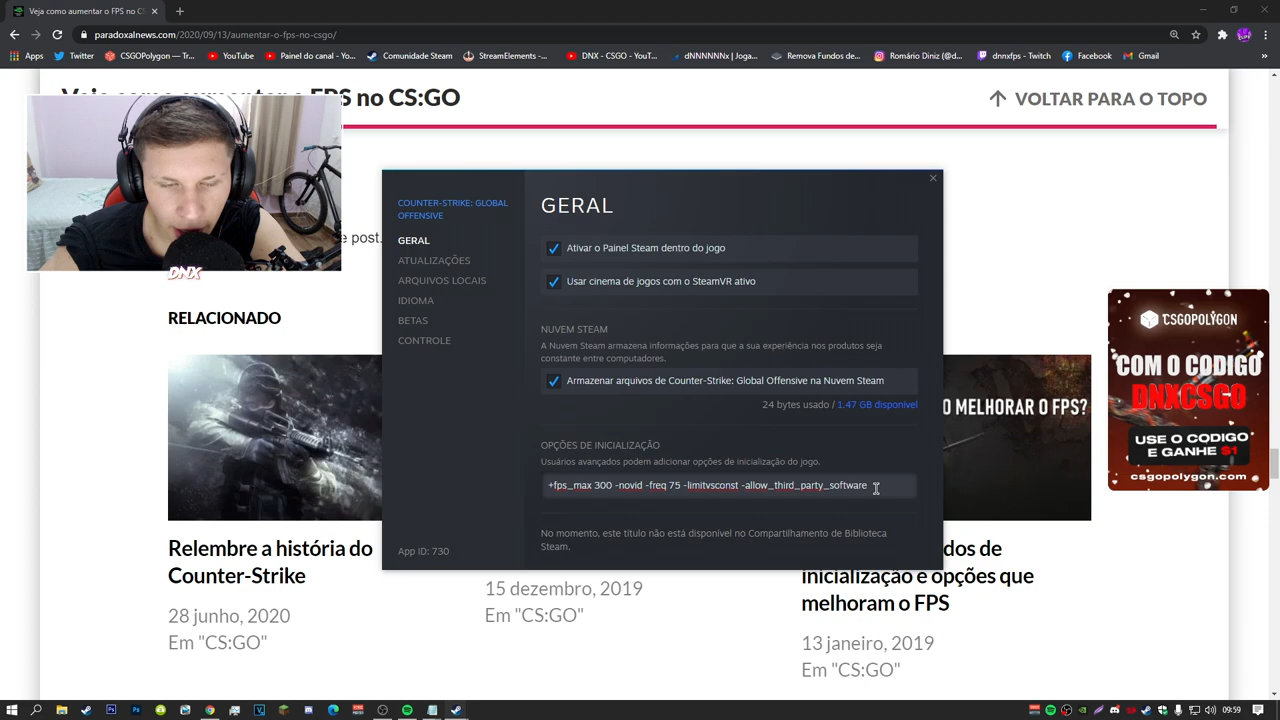 Veja como aumentar o FPS no CS:
paradoxalnews.com/2020/09/13/aumentar-o-fps-no-csgo/
Apps
Twitter
CSGOPolygon — Tr...
YouTube
Painel do canal - Yo...
Comunidade Steam
StreamElements -...
DNX - CSGO - YouT...
dNNNNNNx | Joga...
Remova Fundos de...
Romário Diniz (@d...
dnnxfps - Twitch
Facebook
Gmail
FPS no CS:GO
VOLTAR PARA O TOPO
e post.
DNX
RELACIONADO
COUNTER-STRIKE: GLOBAL
OFFENSIVE
GERAL
ATUALIZAÇÕES
ARQUIVOS LOCAIS
IDIOMA
BETAS
CONTROLE
App ID: 730
GERAL
Ativar o Painel Steam dentro do jogo
Usar cinema de jogos com o SteamVR ativo
NUVEM STEAM
A Nuvem Steam armazena informações para que a sua experiência nos produtos seja
constante entre computadores.
Armazenar arquivos de Counter-Strike: Global Offensive na Nuvem Steam
24 bytes usado / 1.47 GB disponível
OPÇÕES DE INICIALIZAÇÃO
Usuários avançados podem adicionar opções de inicialização do jogo.
+fps_max 300 -novid -freq 75 -limitvsconst -allow_third_party_software
No momento, este título não está disponível no Compartilhamento de Biblioteca
Steam.
O MELHORAR O FPS?
CSGOPOLYGON
COM O CODIGO
DNXCSGO
USE O CODIGO
E GANHE $1
csgopolygon.com
Relembre a história do
Counter-Strike
28 junho, 2020
Em "CS:GO"
15 dezembro, 2019
Em "CS:GO"
dos de
inicialização e opções que
melhoram o FPS
13 janeiro, 2019
Em "CS:GO"
09:59